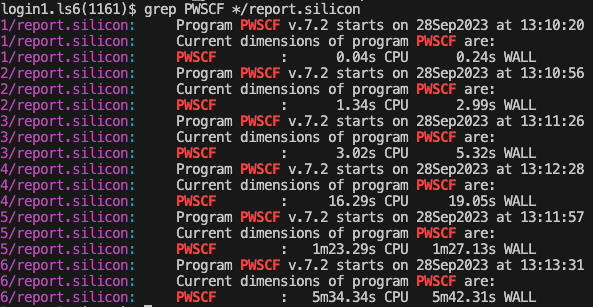 login1.ls6(1161)$ grep PWSCF */report.silicon
1/report.silicon:     Program PWSCF v.7.2 starts on 28Sep2023 at 13:10:20
1/report.silicon:     Current dimensions of program PWSCF are:
1/report.silicon:     PWSCF        :      0.04s CPU      0.24s WALL
2/report.silicon:     Program PWSCF v.7.2 starts on 28Sep2023 at 13:10:56
2/report.silicon:     Current dimensions of program PWSCF are:
2/report.silicon:     PWSCF        :      1.34s CPU      2.99s WALL
3/report.silicon:     Program PWSCF v.7.2 starts on 28Sep2023 at 13:11:26
3/report.silicon:     Current dimensions of program PWSCF are:
3/report.silicon:     PWSCF        :      3.02s CPU      5.32s WALL
4/report.silicon:     Program PWSCF v.7.2 starts on 28Sep2023 at 13:12:28
4/report.silicon:     Current dimensions of program PWSCF are:
4/report.silicon:     PWSCF        :     16.29s CPU     19.05s WALL
5/report.silicon:     Program PWSCF v.7.2 starts on 28Sep2023 at 13:11:57
5/report.silicon:     Current dimensions of program PWSCF are:
5/report.silicon:     PWSCF        :   1m23.29s CPU   1m27.13s WALL
6/report.silicon:     Program PWSCF v.7.2 starts on 28Sep2023 at 13:13:31
6/report.silicon:     Current dimensions of program PWSCF are:
6/report.silicon:     PWSCF        :   5m34.34s CPU   5m42.31s WALL